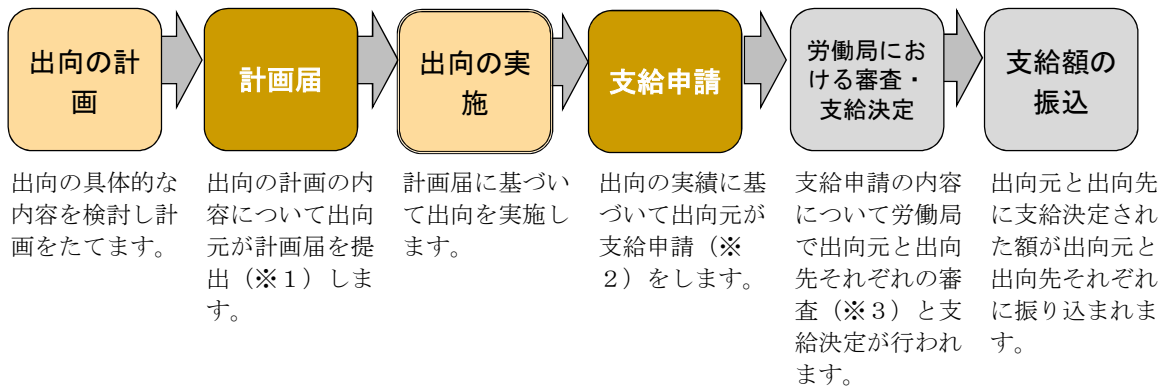 出向の計
画
計画届
出向の実
施
支給申請
労働局にお
ける審査・
支給決定
支給額の
振込
出向の具体的な
内容を検討し計
画をたてます。
出向の計画の内
容について出向
元が計画届を提
出（※１）しま
す。
計画届に基づい
て出向を実施し
ます。
出向の実績に基
づいて出向元が
支給申請（※
２）をします。
支給申請の内容
について労働局
で出向元と出向
先それぞれの審
査（※３）と支
給決定が行われ
ます。
出向元と出向先
に支給決定され
た額が出向元と
出向先それぞれ
に振り込まれま
す。